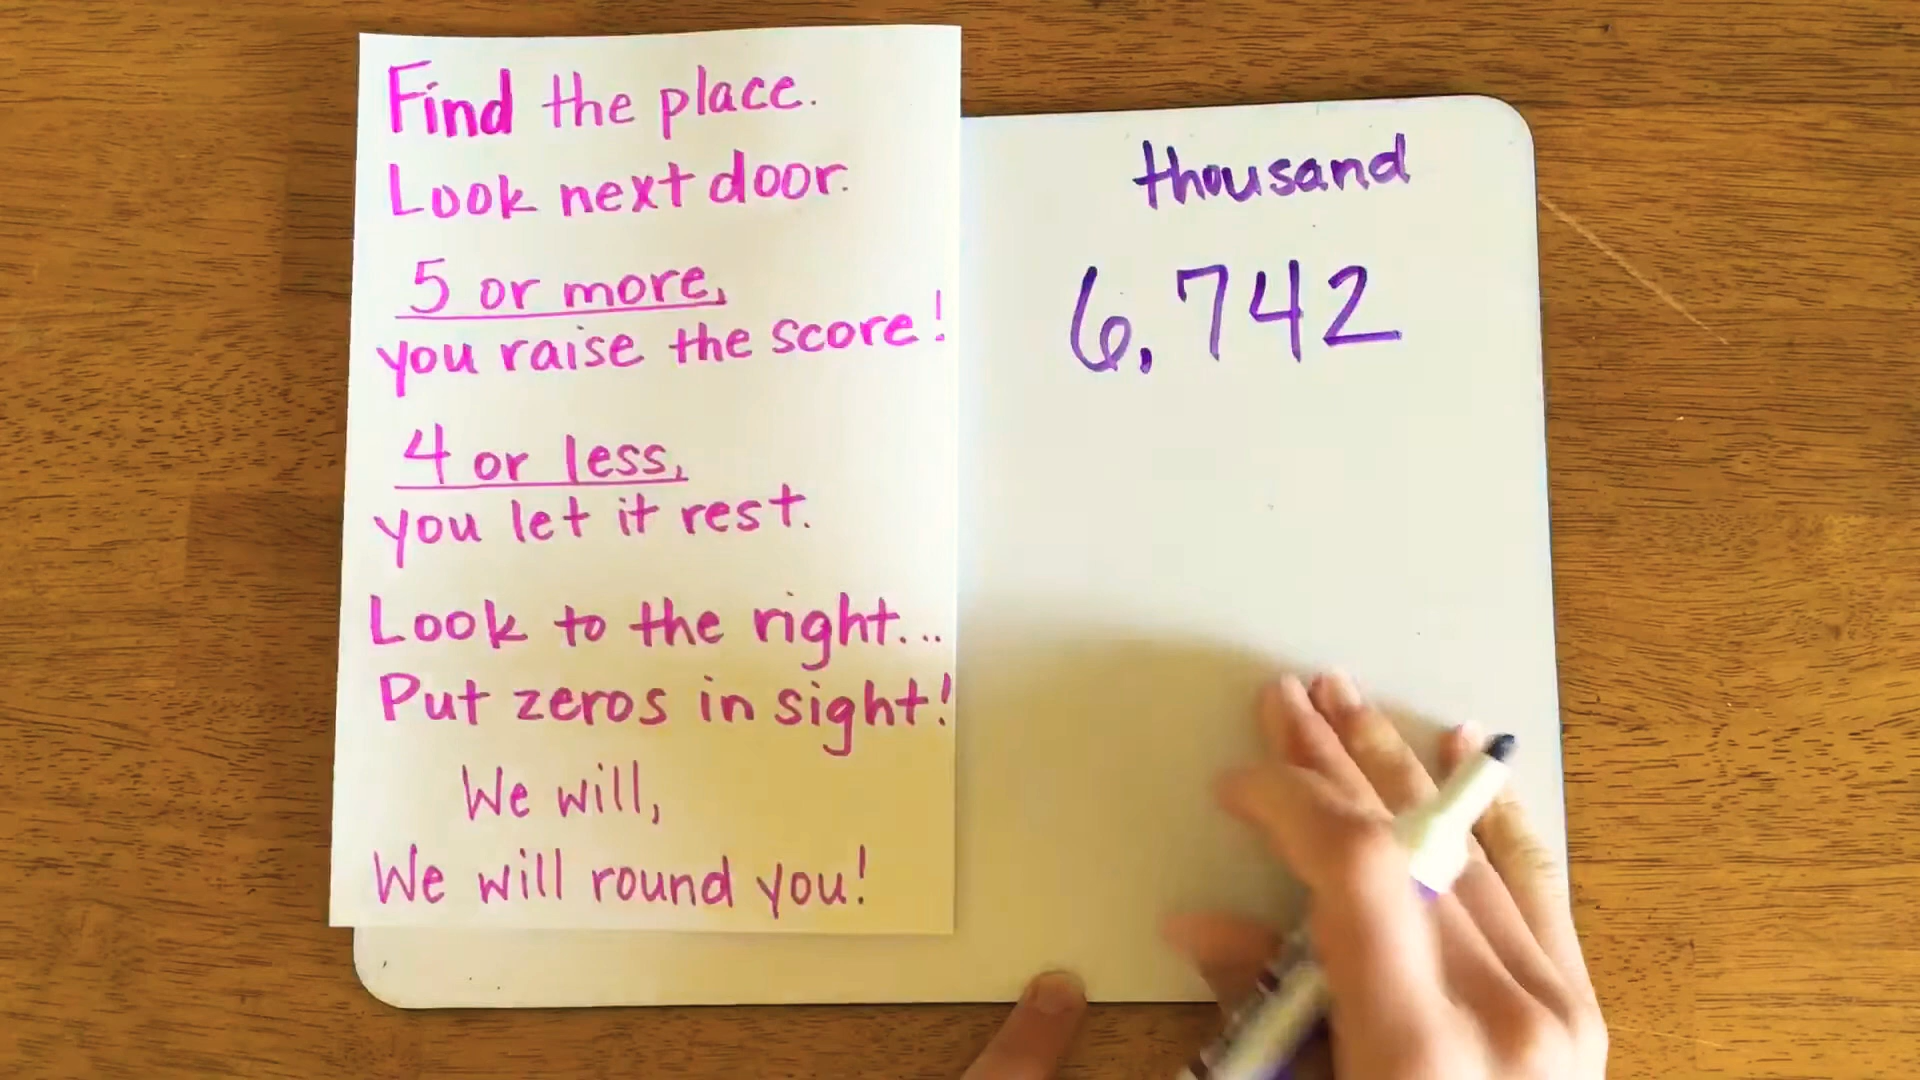 Find the place.
Look next door.
5 or more,
you raise the score!
4 or less,
you let it rest.
Look to the right...
Put zeros in sight!
We will,
We will round you!
thousand
6,742